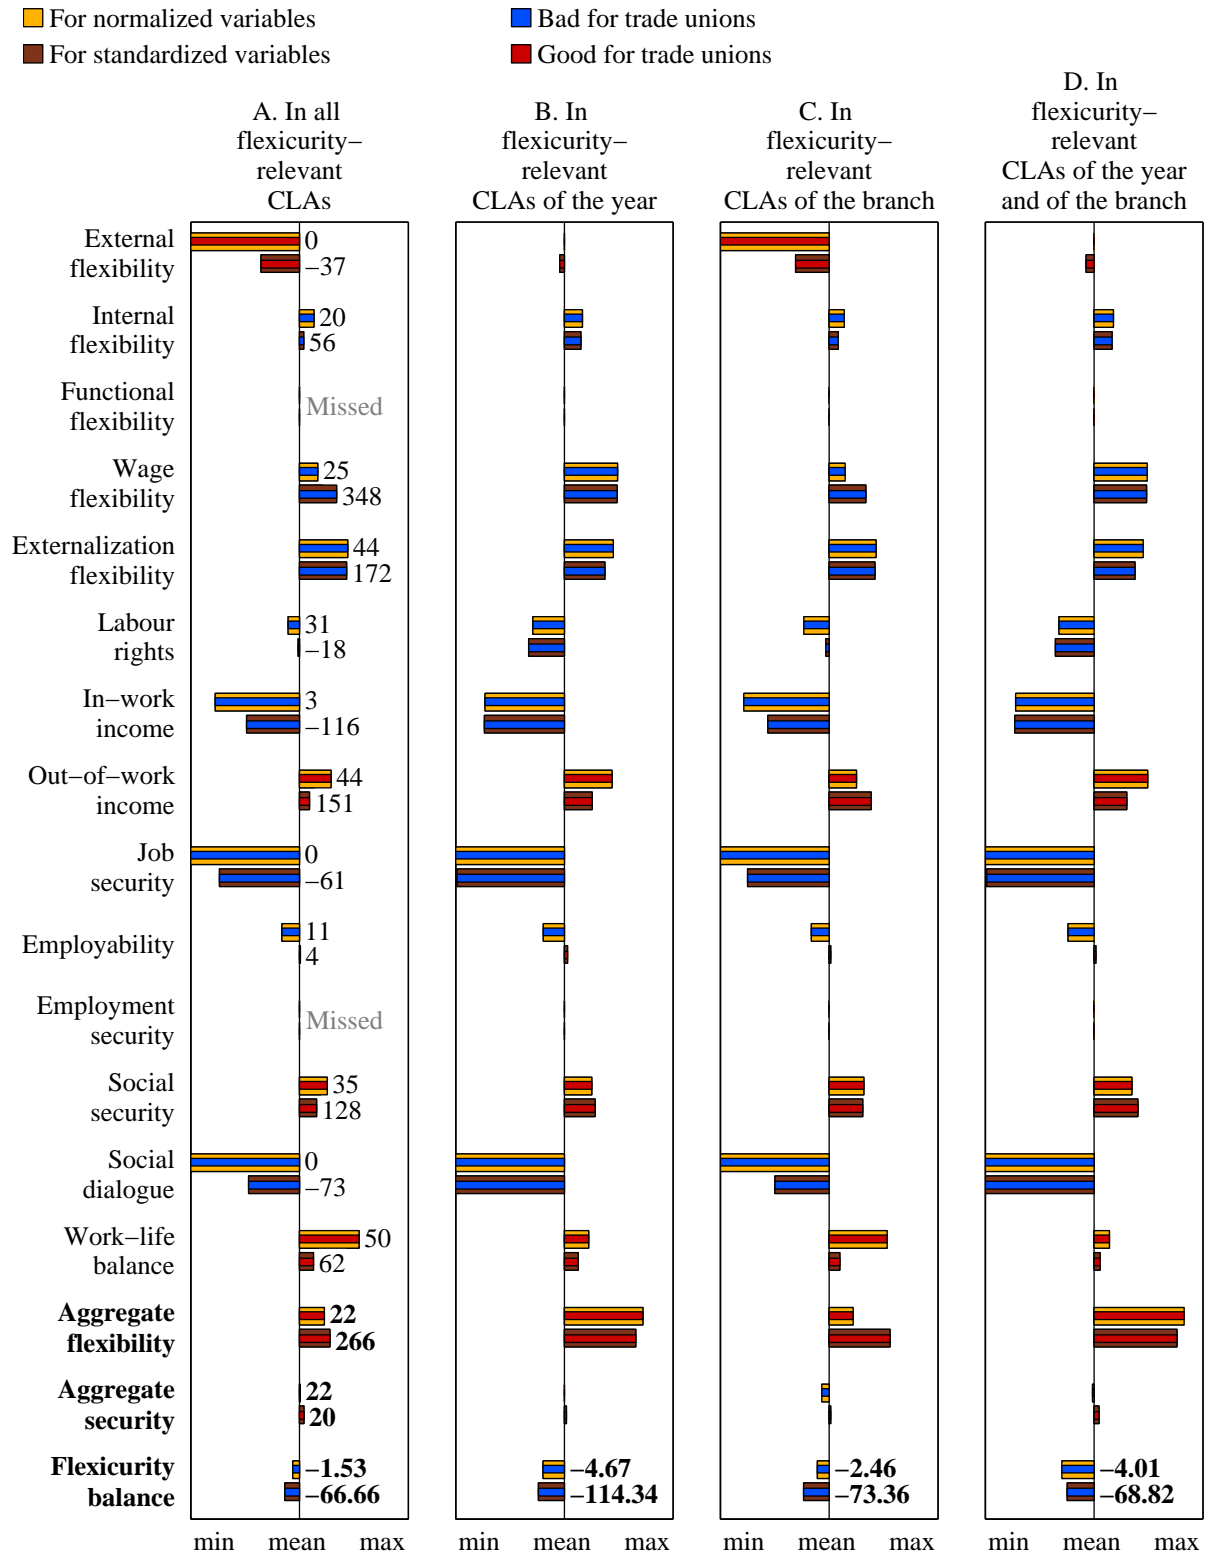 For normalized variables
Bad for trade unions
For standardized variables
Good for trade unions
A. In all
flexicurity−
relevant
CLAs
B. In
flexicurity−
relevant
CLAs of the year
C. In
flexicurity−
relevant
CLAs of the branch
D. In
flexicurity−
relevant
CLAs of the year
and of the branch
External
flexibility
0
−37
Internal
flexibility
20
56
Functional
flexibility
Missed
Wage
flexibility
25
348
Externalization
flexibility
44
172
Labour
rights
31
−18
In−work
income
3
−116
Out−of−work
income
44
151
Job
security
0
−61
Employability
11
4
Employment
security
Missed
Social
security
35
128
Social
dialogue
0
−73
Work−life
balance
50
62
Aggregate
flexibility
22
266
Aggregate
security
22
20
Flexicurity
balance
−1.53
−66.66
−4.67
−114.34
−2.46
−73.36
−4.01
−68.82
min mean max
min mean max
min mean max
min mean max